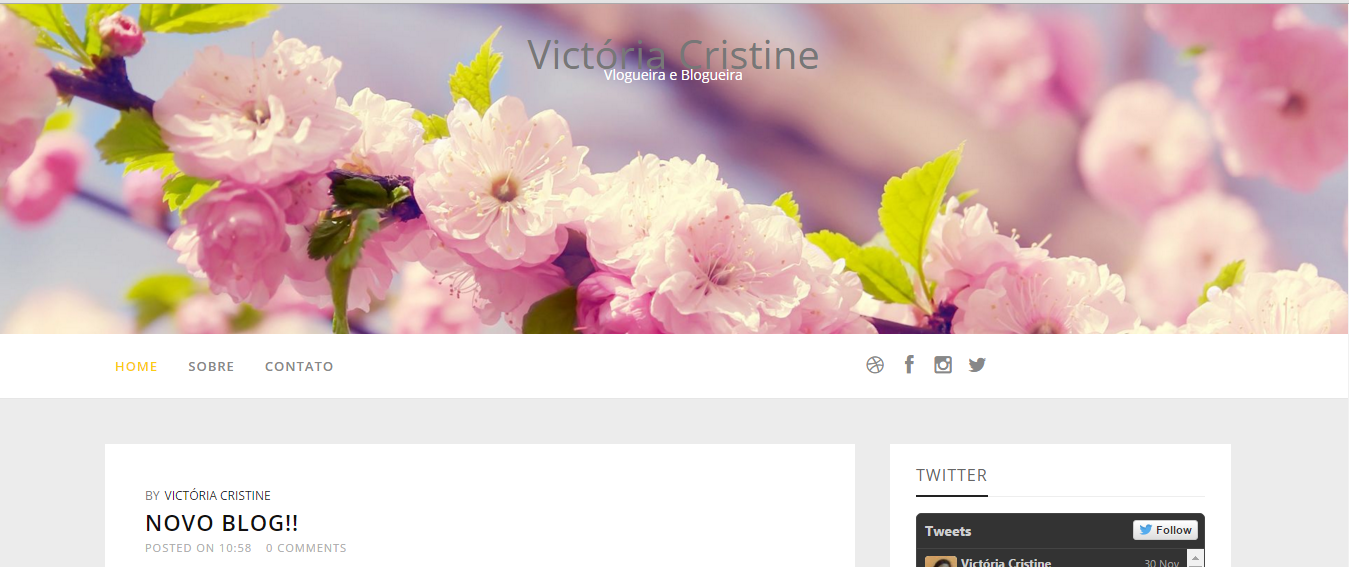 Victória Cristine
Vlogueira e Blogueira
HOME SOBRE CONTATO
BY VICTÓRIA CRISTINE
NOVO BLOG!!
POSTED ON 10:58 0 COMMENTS
TWITTER
Tweets Follow
Victória Cristine 30 Nov